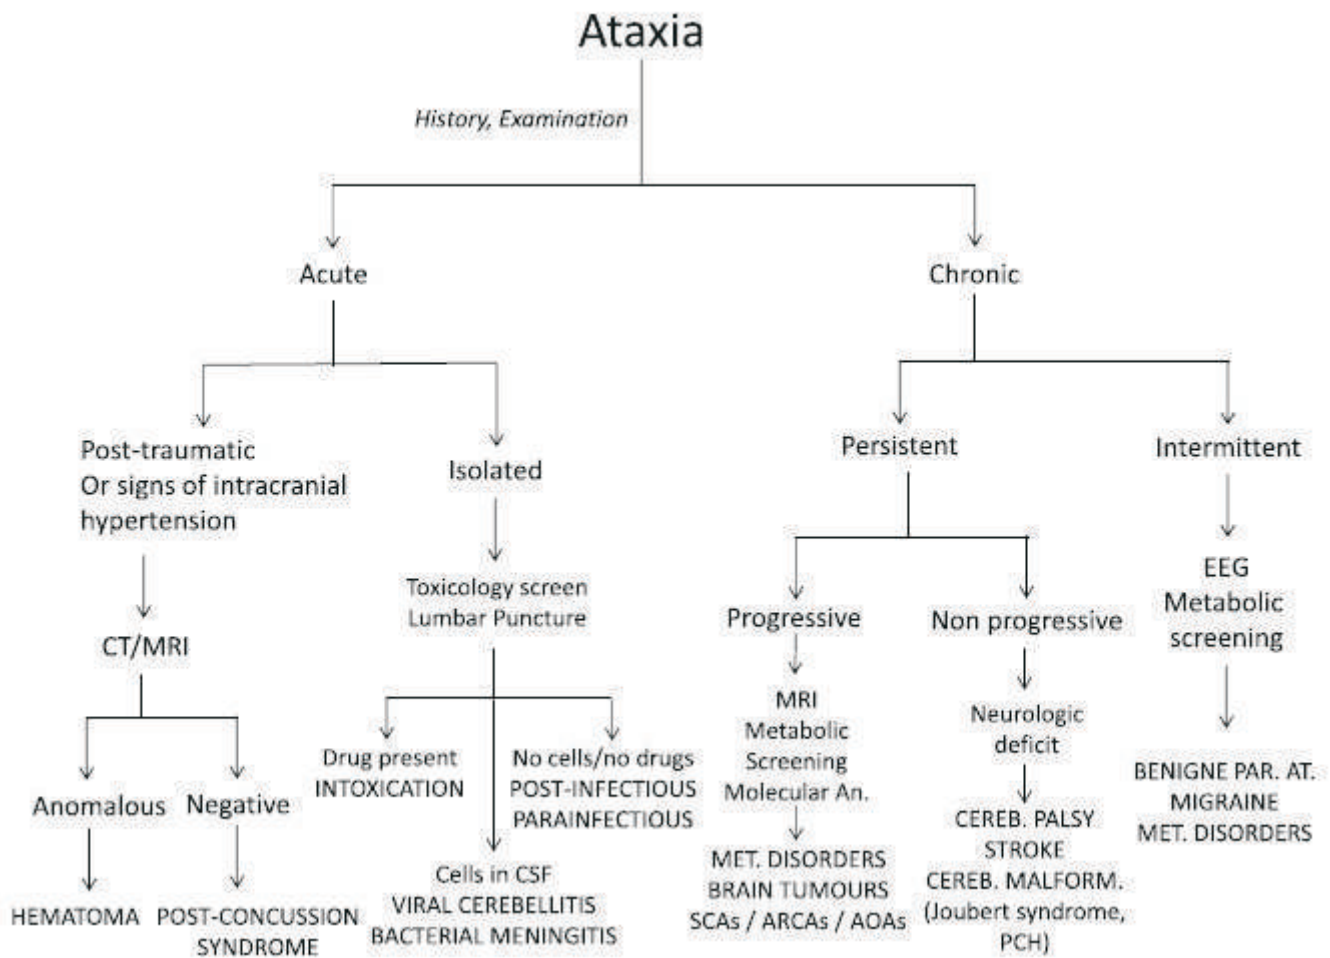 Ataxia
History, Examination
Acute
Chronic
Post-traumatic
Or signs of intracranial
hypertension
Isolated
Persistent
Intermittent
CT/MRI
Toxicology screen
Lumbar Puncture
Progressive
Non progressive
EEG
Metabolic
screening
Anomalous
Negative
Drug present
INTOXICATION
No cells/no drugs
POST-INFECTIOUS
PARAINFECTIOUS
MRI
Metabolic
Screening
Molecular An.
Neurologic
deficit
BENIGNE PAR. AT.
MIGRAINE
MET. DISORDERS
HEMATOMA
POST-CONCUSSION
SYNDROME
Cells in CSF
VIRAL CEREBELLITIS
BACTERIAL MENINGITIS
MET. DISORDERS
BRAIN TUMOURS
SCAs / ARCAs / AOAs
CEREB. PALSY
STROKE
CEREB. MALFORM.
(Joubert syndrome,
PCH)